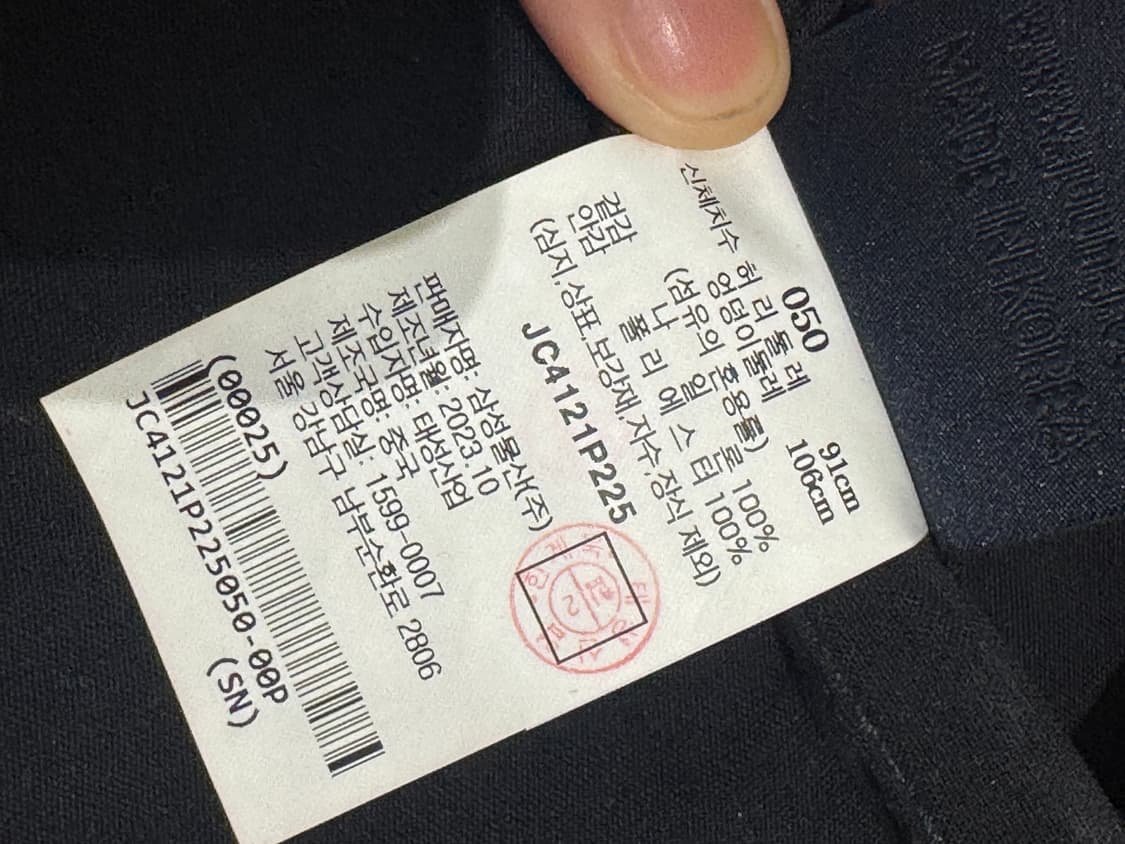 050
신체치수 허리둘레 91cm
엉덩이둘레 106cm
(섬유의 혼용률)
겉감 나일론 100%
안감 폴리에스터 100%
(심지,상표,보강재,자수,장식 제외)
JC4121P225
판매자명: 삼성물산(주)
제조년월: 2023.10
수입자명: 태성사업
제조국명: 중국
고객상담실: 1599-0007
서울 강남구 남부순환로 2806
(00025)
JC4121P225050-00P
(SN)
MADE IN KOREA